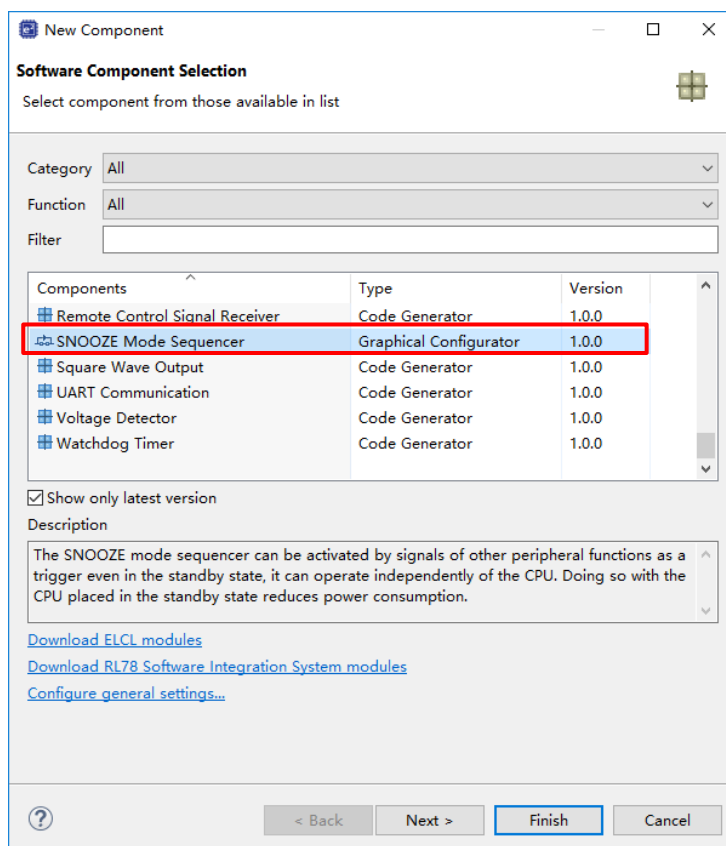 New Component
Software Component Selection
Select component from those available in list
Category All
Function All
Filter
Components Type Version
Remote Control Signal Receiver Code Generator 1.0.0
SNOOZE Mode Sequencer Graphical Configurator 1.0.0
Square Wave Output Code Generator 1.0.0
UART Communication Code Generator 1.0.0
Voltage Detector Code Generator 1.0.0
Watchdog Timer Code Generator 1.0.0
Show only latest version
Description
The SNOOZE mode sequencer can be activated by signals of other peripheral functions as a
trigger even in the standby state, it can operate independently of the CPU. Doing so with the
CPU placed in the standby state reduces power consumption.
Download ELCL modules
Download RL78 Software Integration System modules
Configure general settings...
? < Back Next > Finish Cancel